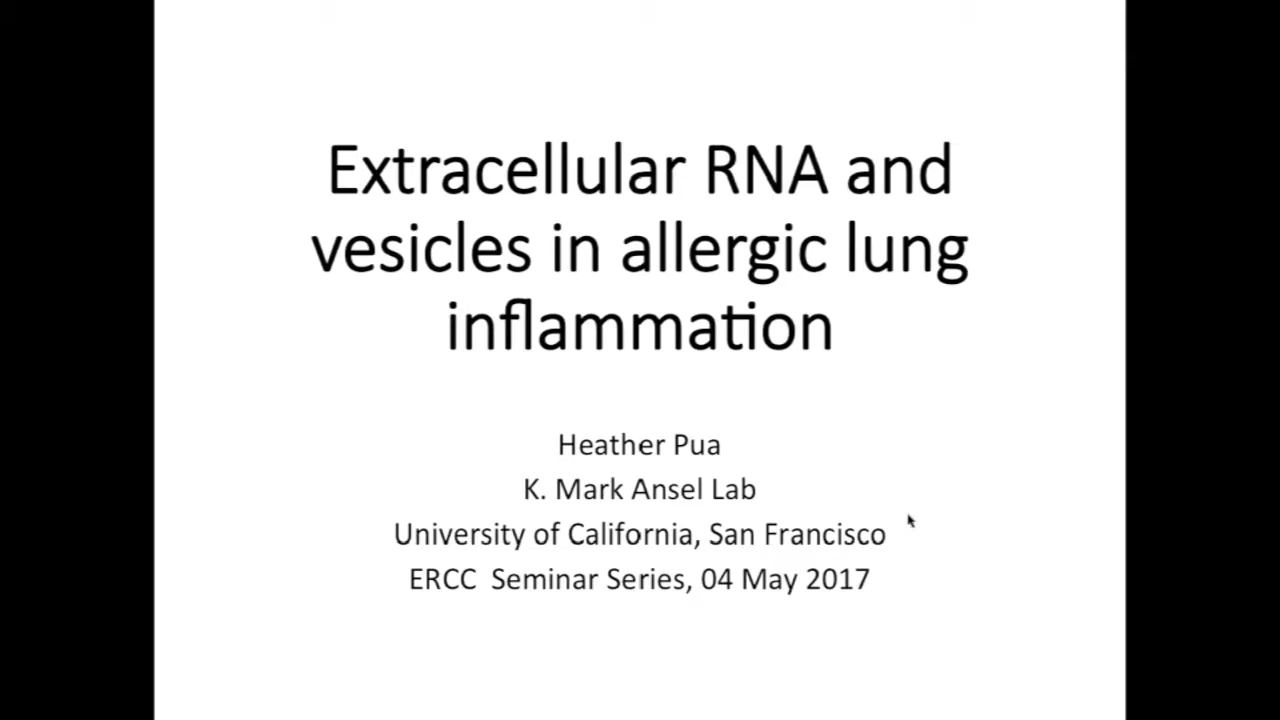 Extracellular RNA and
vesicles in allergic lung
inflammation
Heather Pua
K. Mark Ansel Lab
University of California, San Francisco
ERCC  Seminar Series, 04 May 2017